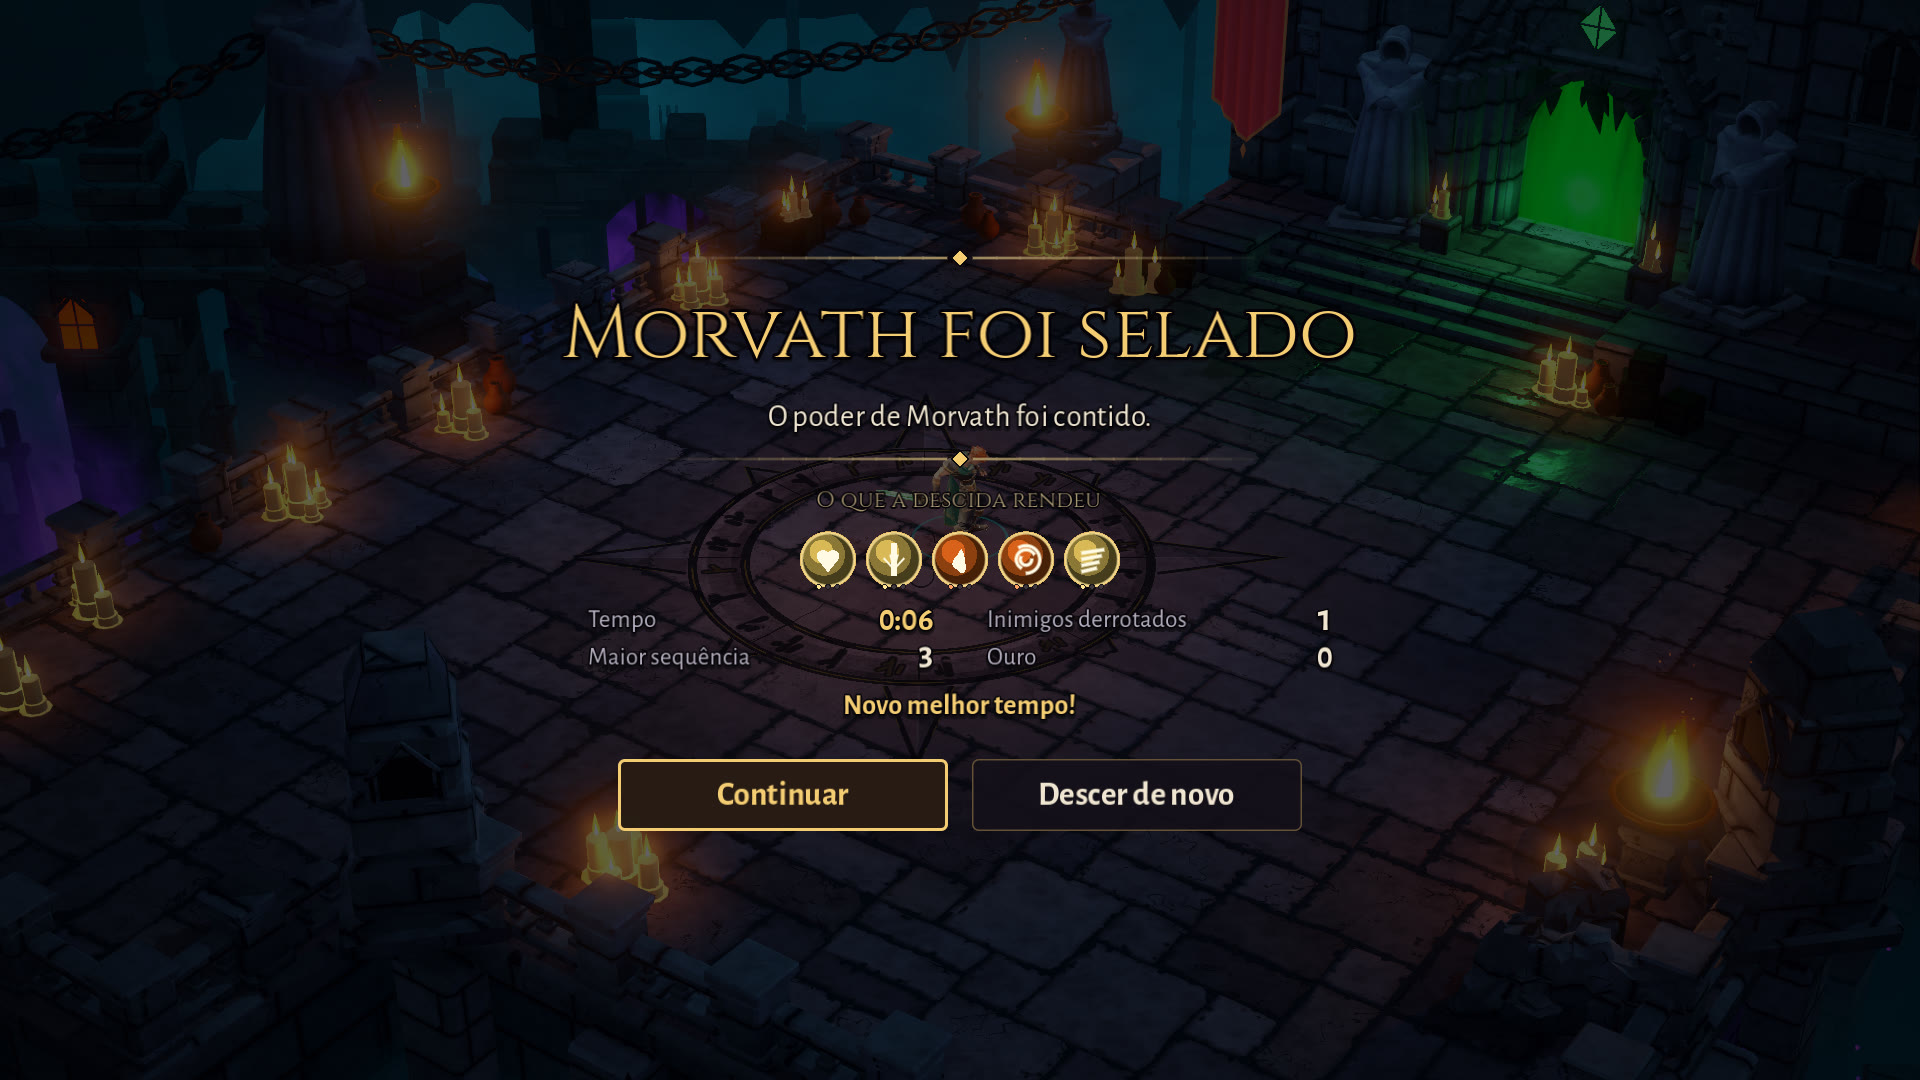 Morvath foi selado
O poder de Morvath foi contido.
O que a descida rendeu
Tempo 0:06 Inimigos derrotados 1
Maior sequência 3 Ouro 0
Novo melhor tempo!
Continuar Descer de novo